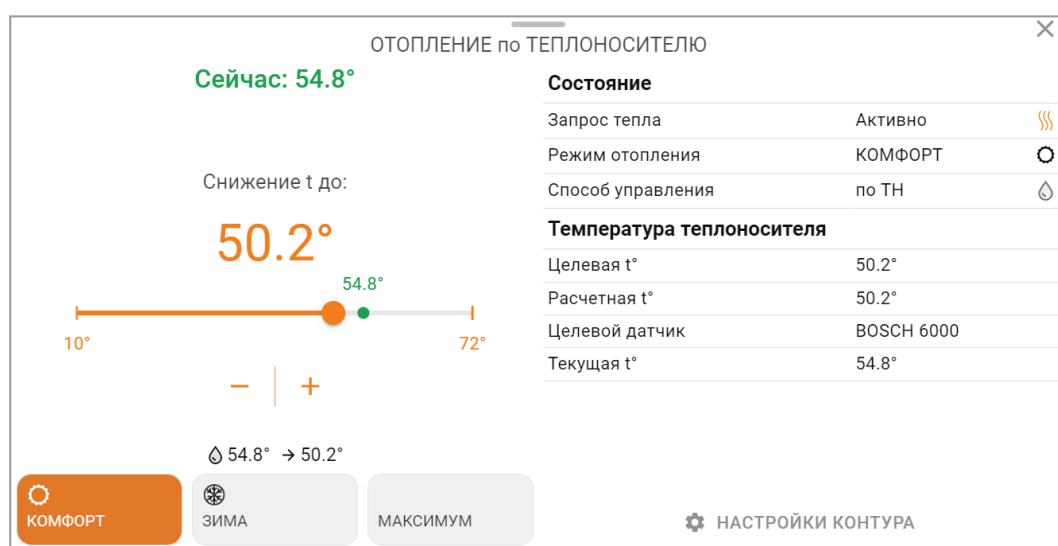 ОТОПЛЕНИЕ по ТЕПЛОНОСИТЕЛЮ
Сейчас: 54.8°
Снижение t до:
50.2°
54.8°
10°
72°
− +
54.8° → 50.2°
КОМФОРТ
ЗИМА
МАКСИМУМ
Состояние
Запрос тепла Активно
Режим отопления КОМФОРТ
Способ управления по ТН
Температура теплоносителя
Целевая t° 50.2°
Расчетная t° 50.2°
Целевой датчик BOSCH 6000
Текущая t° 54.8°
НАСТРОЙКИ КОНТУРА